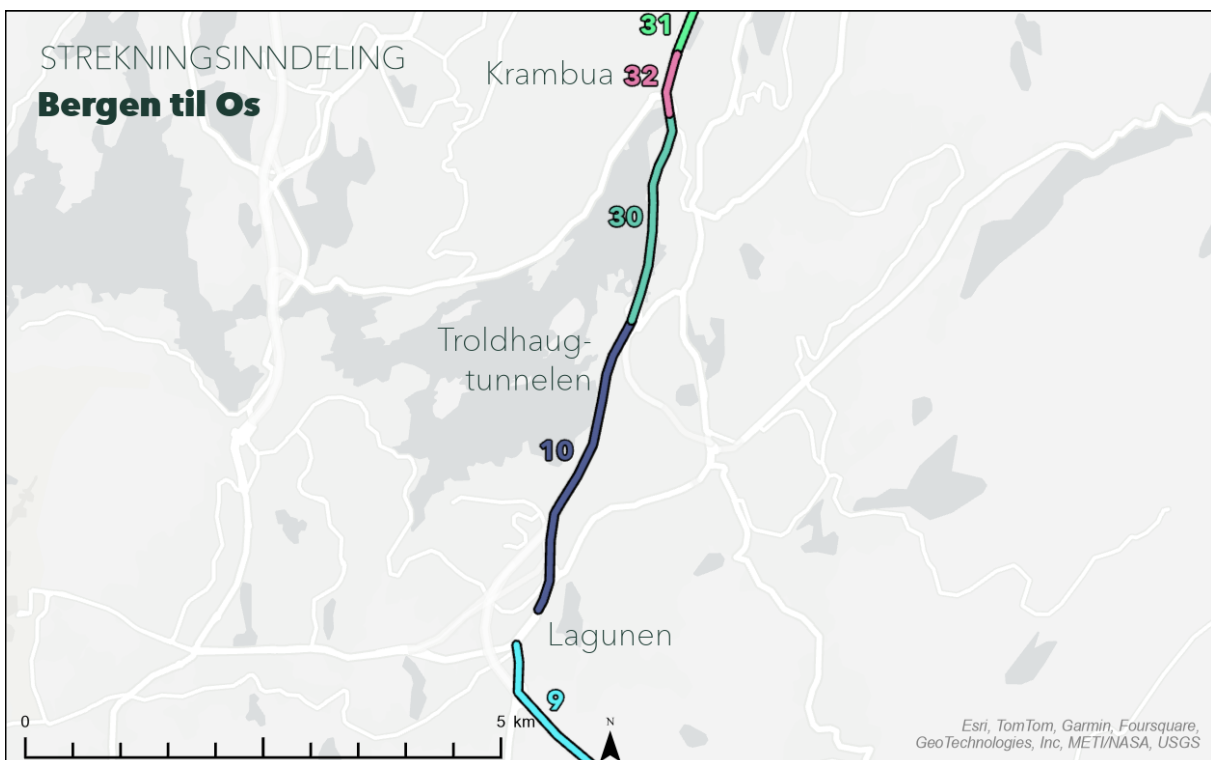 STREKNINGSINNDELING
Bergen til Os
31
Krambua 32
30
Troldhaug-
tunnelen
10
Lagunen
9
0
5 km
N
Esri, TomTom, Garmin, Foursquare,
GeoTechnologies, Inc, METI/NASA, USGS